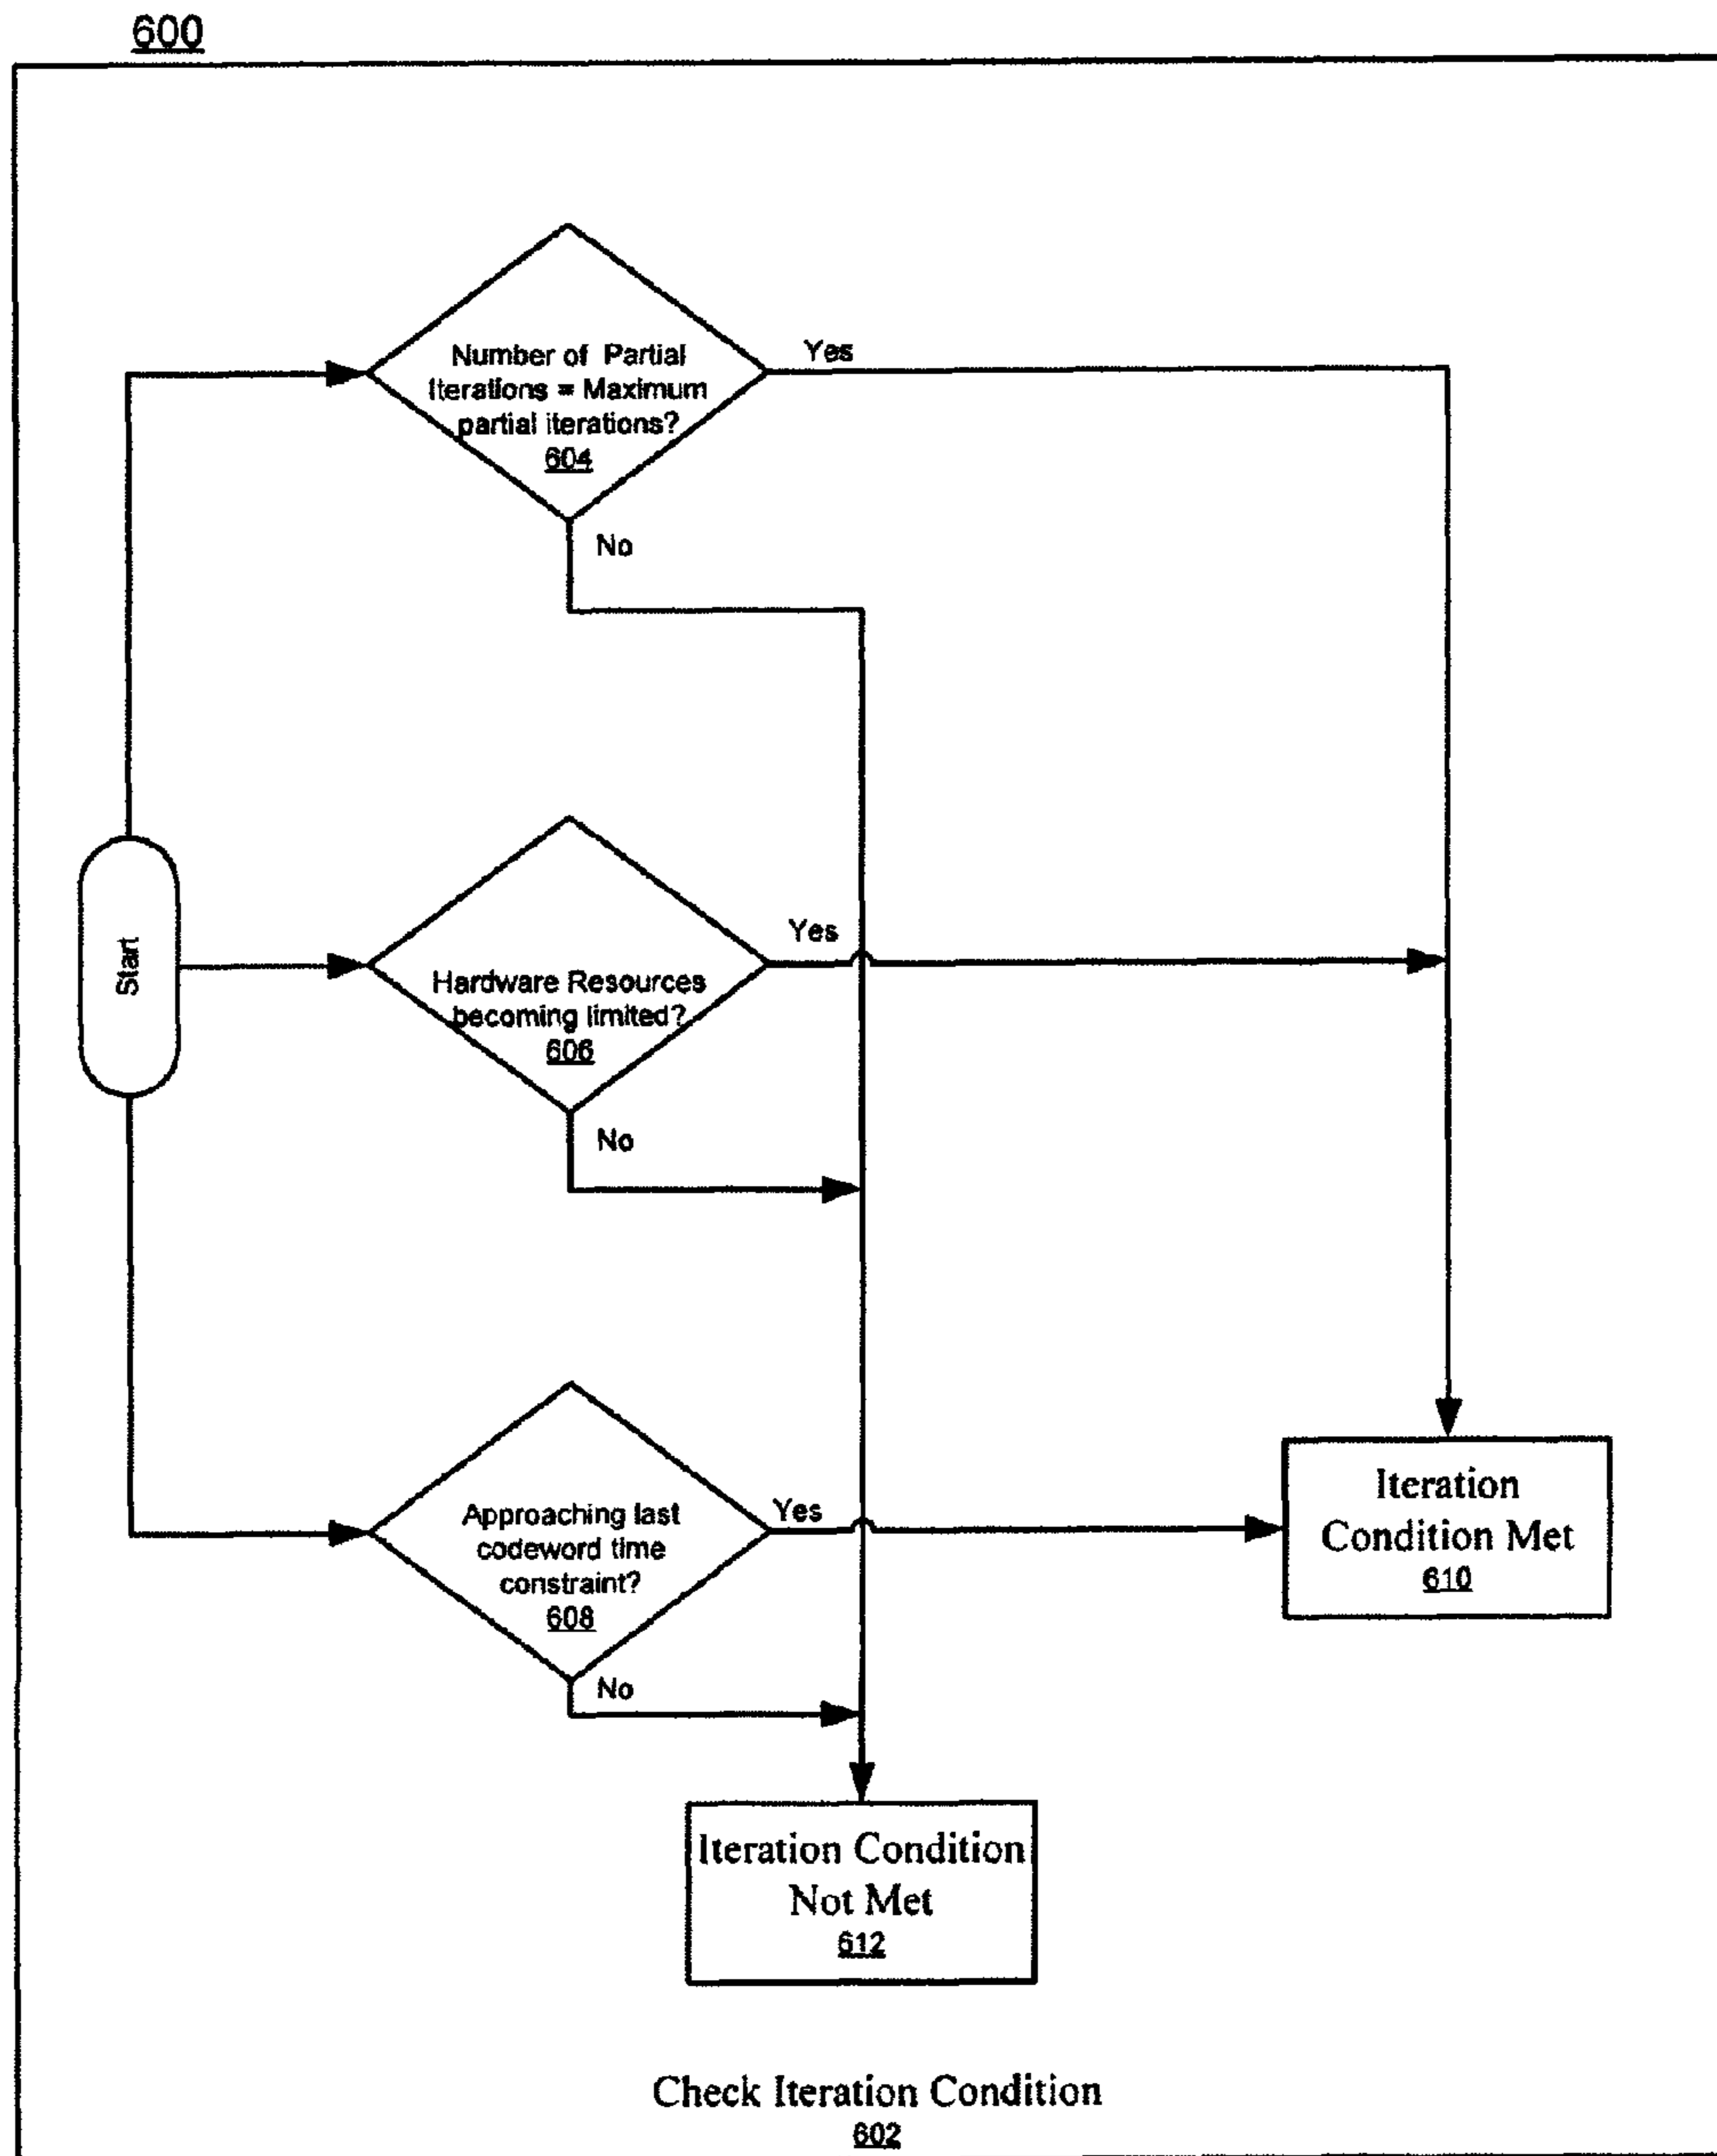 600
Number of Partial
Iterations = Maximum
partial iterations?
604
Yes
No
Start
Hardware Resources
becoming limited?
606
Yes
No
Approaching last
codeword time
constraint?
608
Yes
No
Iteration
Condition Met
610
Iteration Condition
Not Met
612
Check Iteration Condition
602